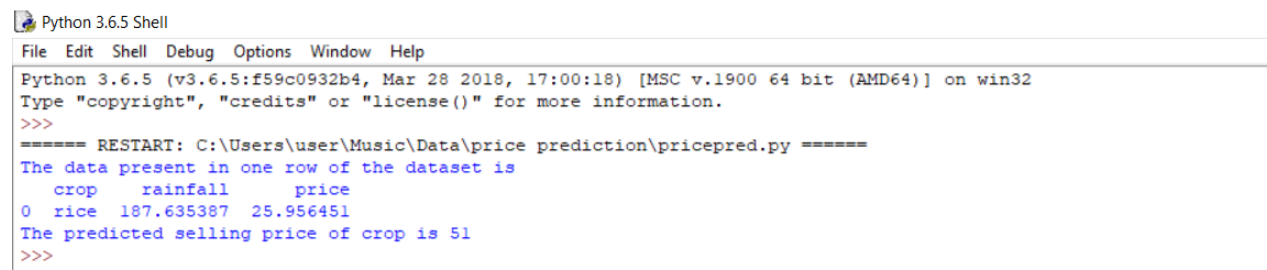 Python 3.6.5 Shell
File Edit Shell Debug Options Window Help
Python 3.6.5 (v3.6.5:f59c0932b4, Mar 28 2018, 17:00:18) [MSC v.1900 64 bit (AMD64)] on win32
Type "copyright", "credits" or "license()" for more information.
>>>
====== RESTART: C:\Users\user\Music\Data\price prediction\pricepred.py ======
The data present in one row of the dataset is
   crop    rainfall      price
0  rice  187.635387  25.956451
The predicted selling price of crop is 51
>>>